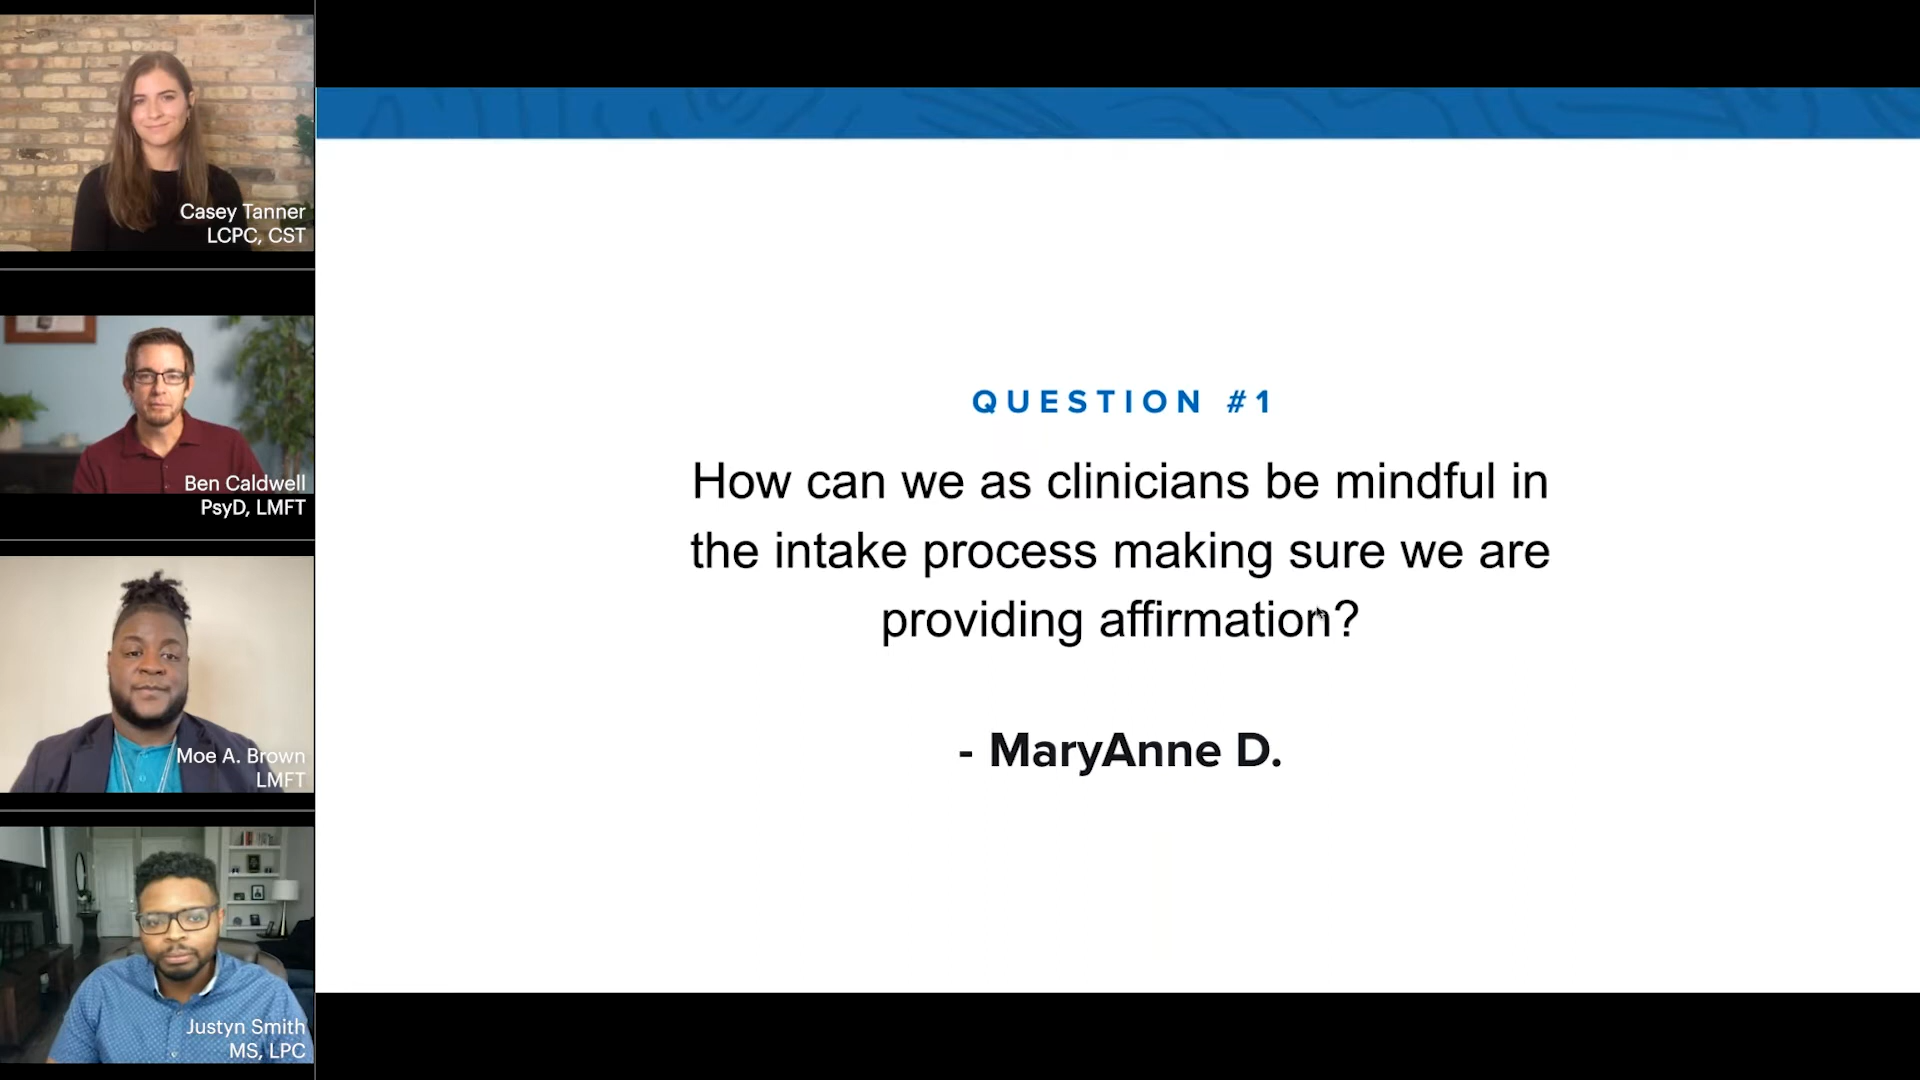 Casey Tanner
LCPC, CST
Ben Caldwell
PsyD, LMFT
Moe A. Brown
LMFT
Justyn Smith
MS, LPC
QUESTION #1
How can we as clinicians be mindful in
the intake process making sure we are
providing affirmation?
- MaryAnne D.